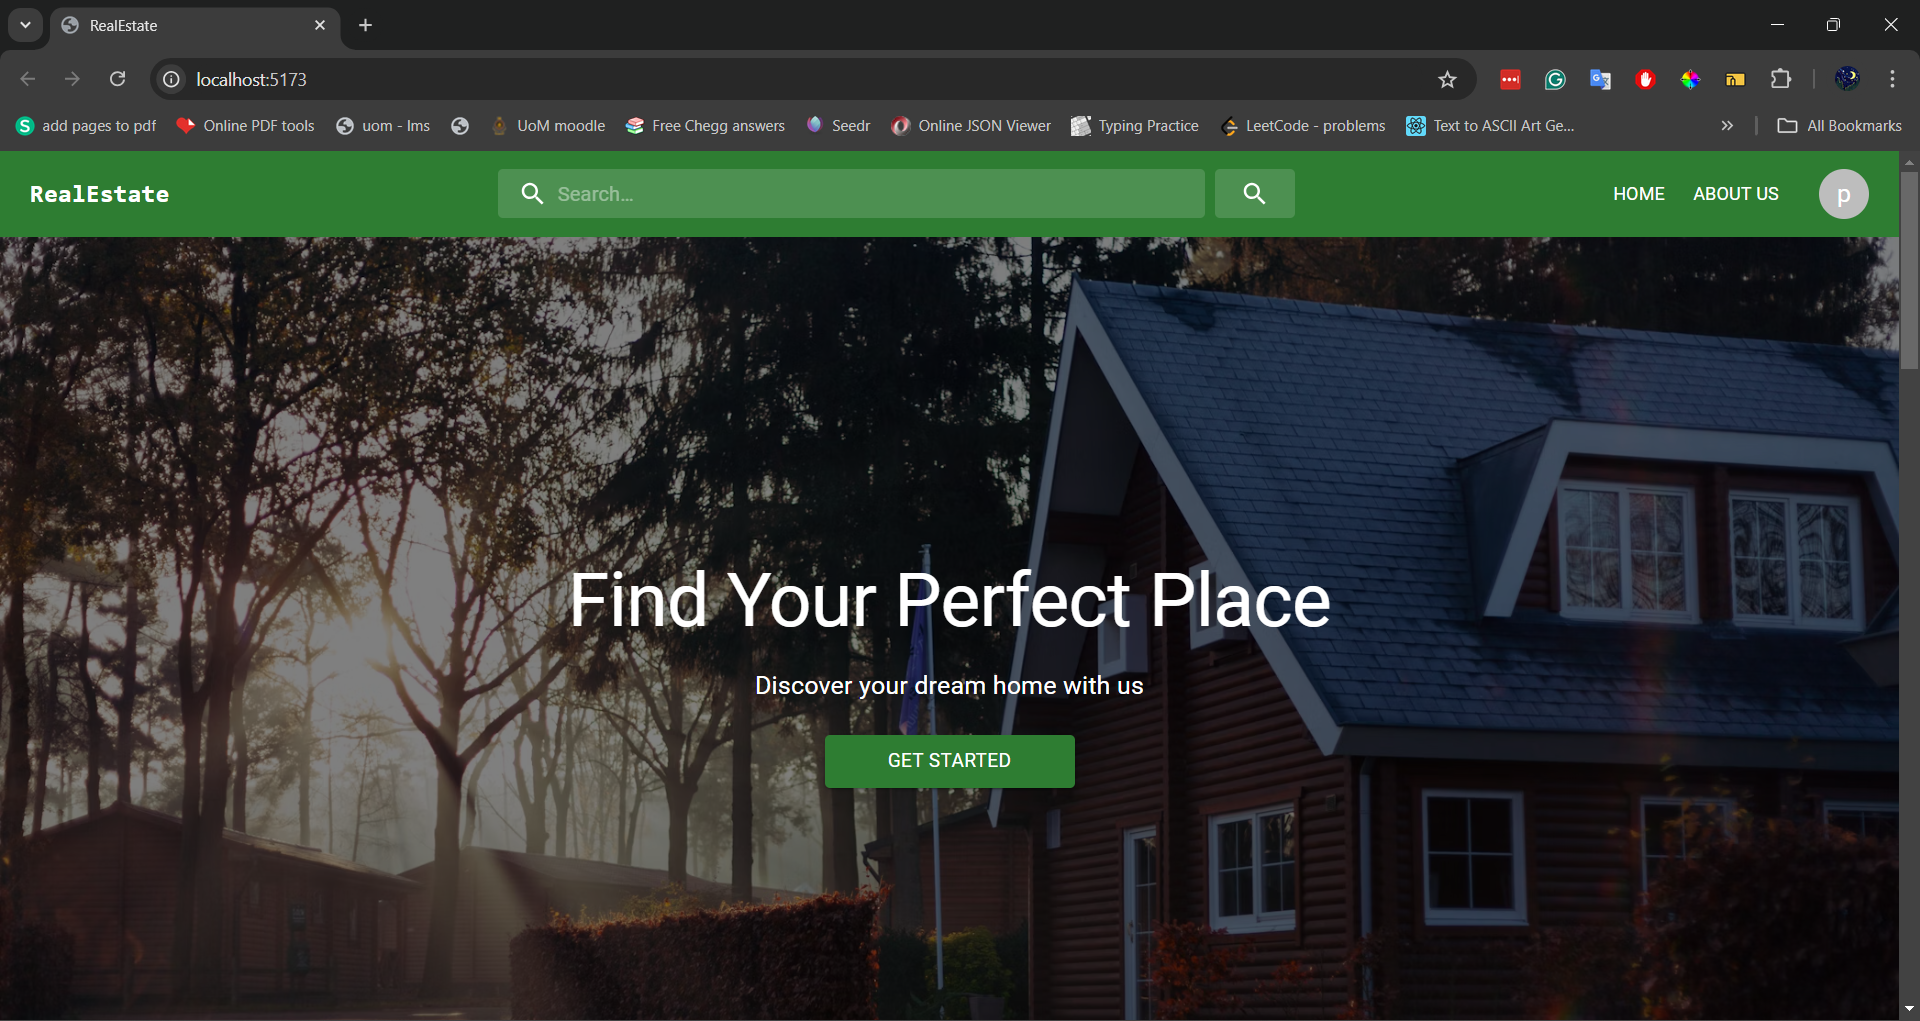 RealEstate
localhost:5173
S add pages to pdf Online PDF tools uom - lms UoM moodle Free Chegg answers Seedr Online JSON Viewer Typing Practice LeetCode - problems Text to ASCII Art Ge... » All Bookmarks
RealEstate Search... HOME ABOUT US p
Find Your Perfect Place
Discover your dream home with us
GET STARTED